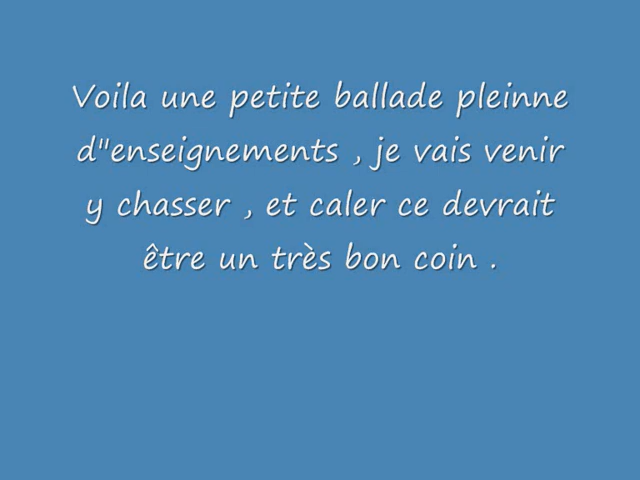 Voila une petite ballade pleinne
d"enseignements , je vais venir
y chasser , et caler ce devrait
être un très bon coin .